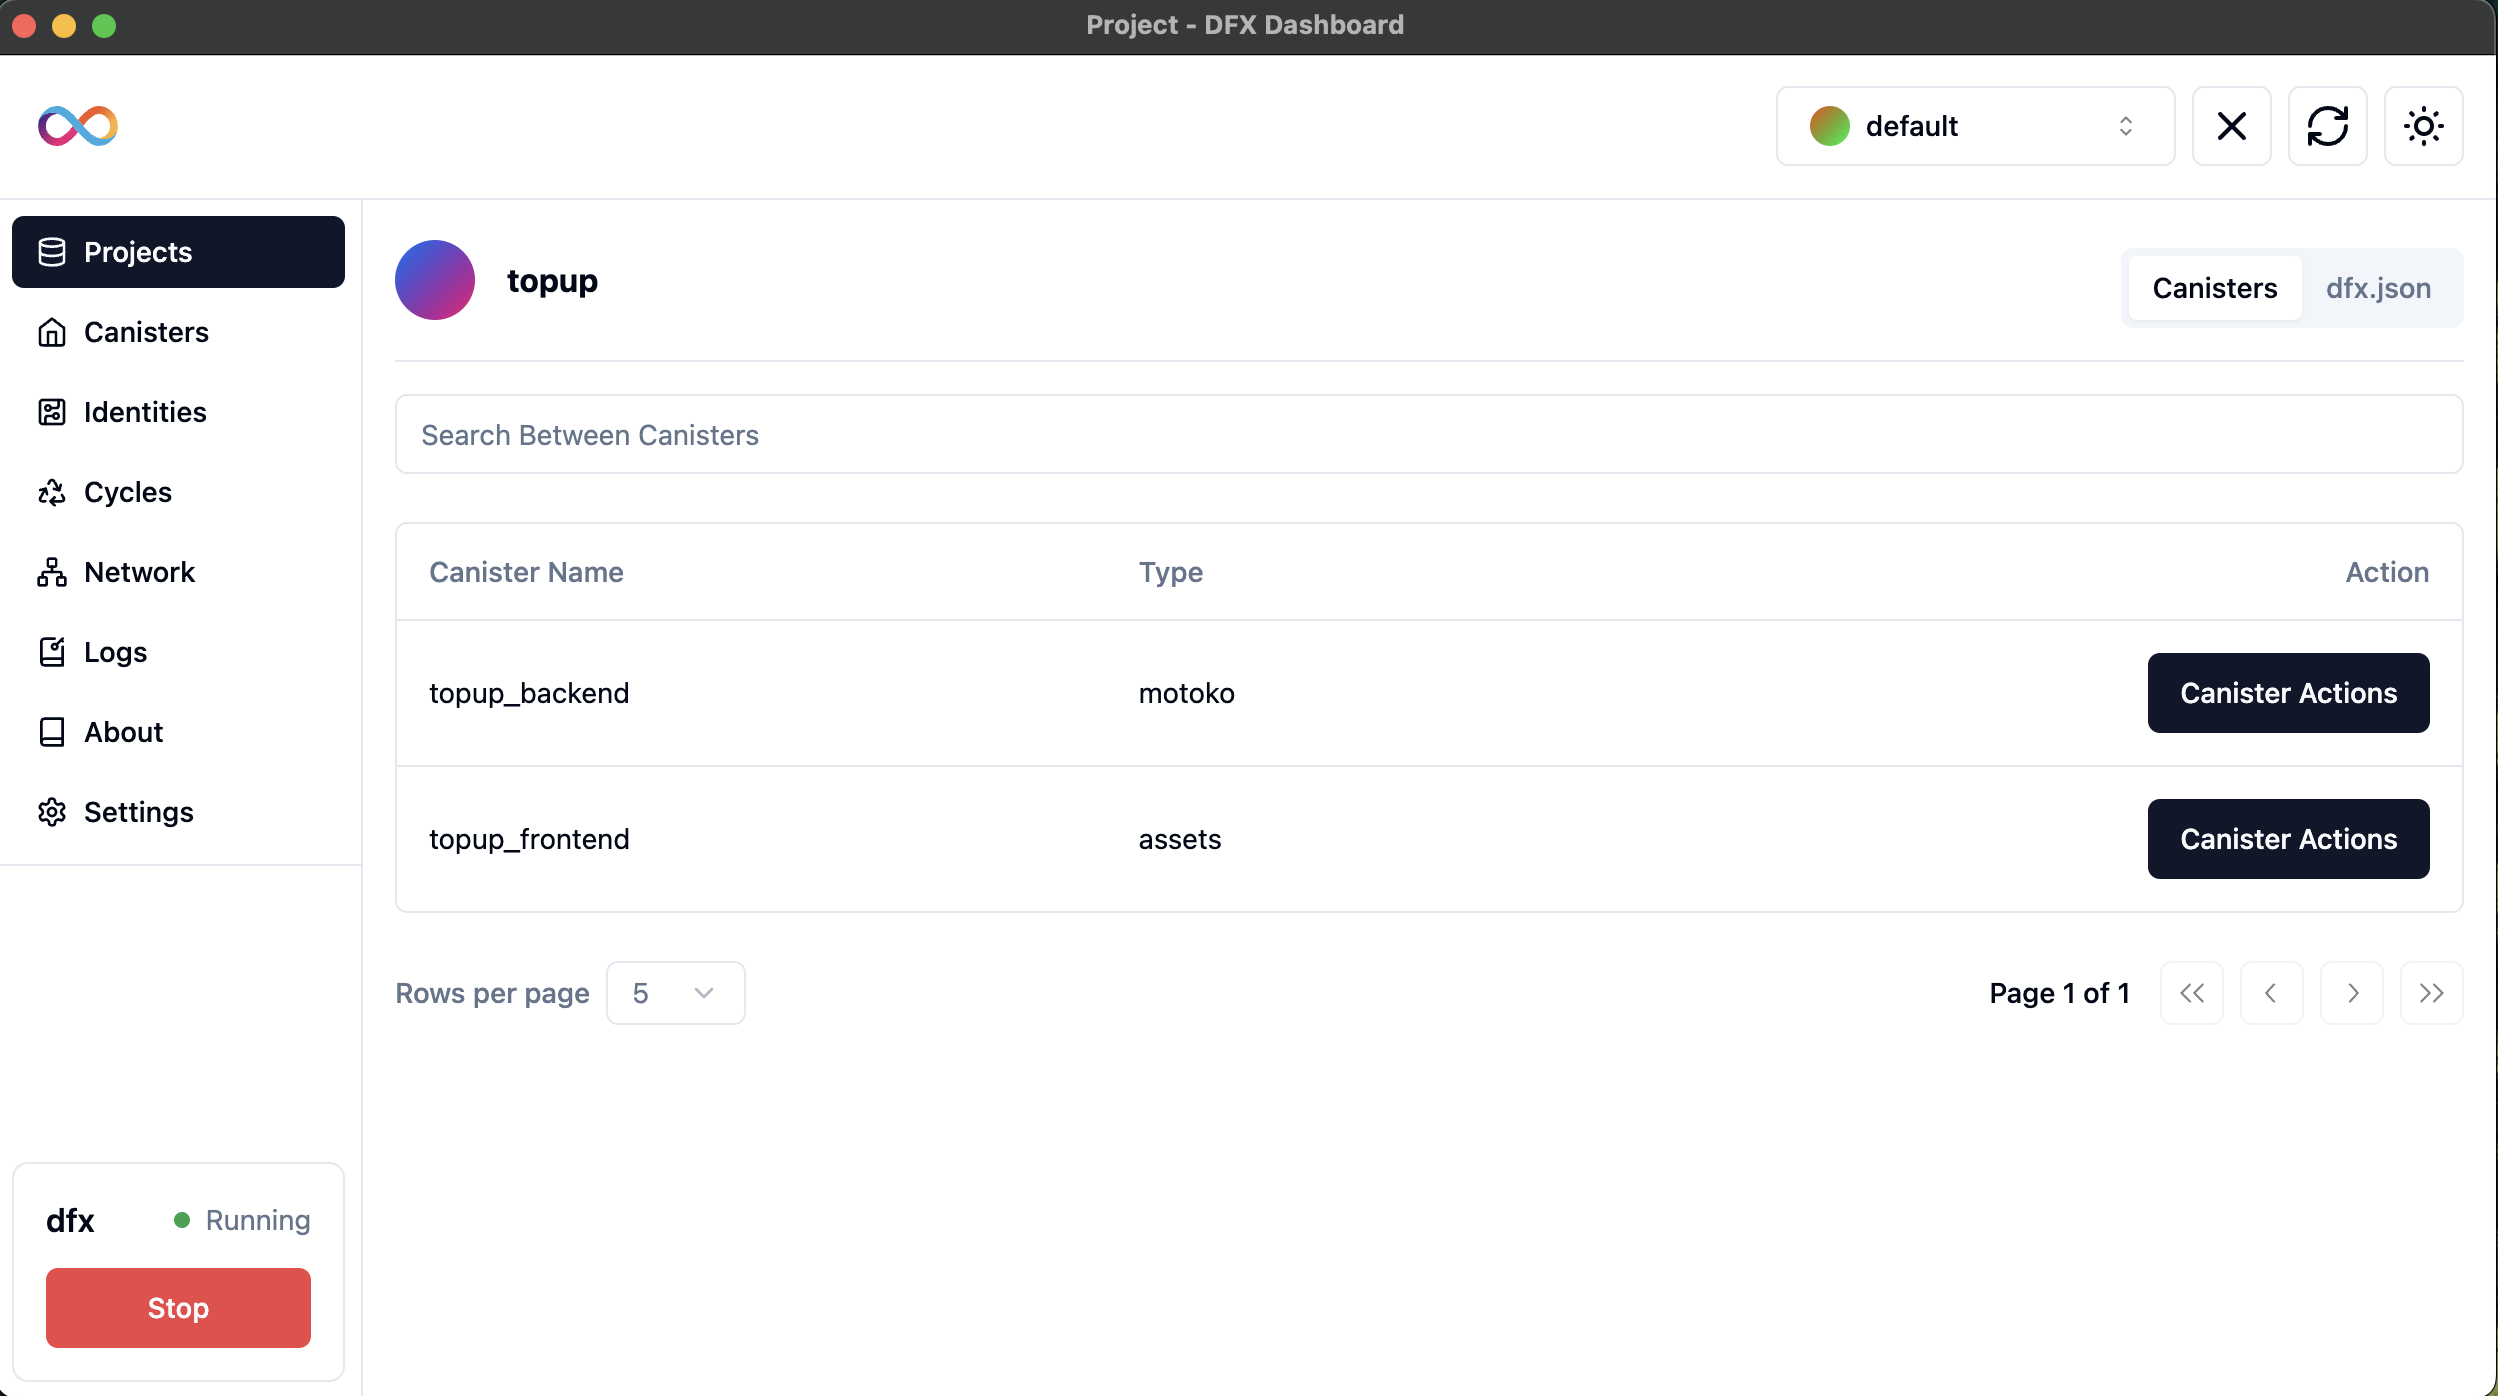 Project - DFX Dashboard
default
Projects
Canisters
Identities
Cycles
Network
Logs
About
Settings
dfx
Running
Stop
topup
Canisters
dfx.json
Search Between Canisters
Canister Name
Type
Action
topup_backend
motoko
Canister Actions
topup_frontend
assets
Canister Actions
Rows per page
5
Page 1 of 1